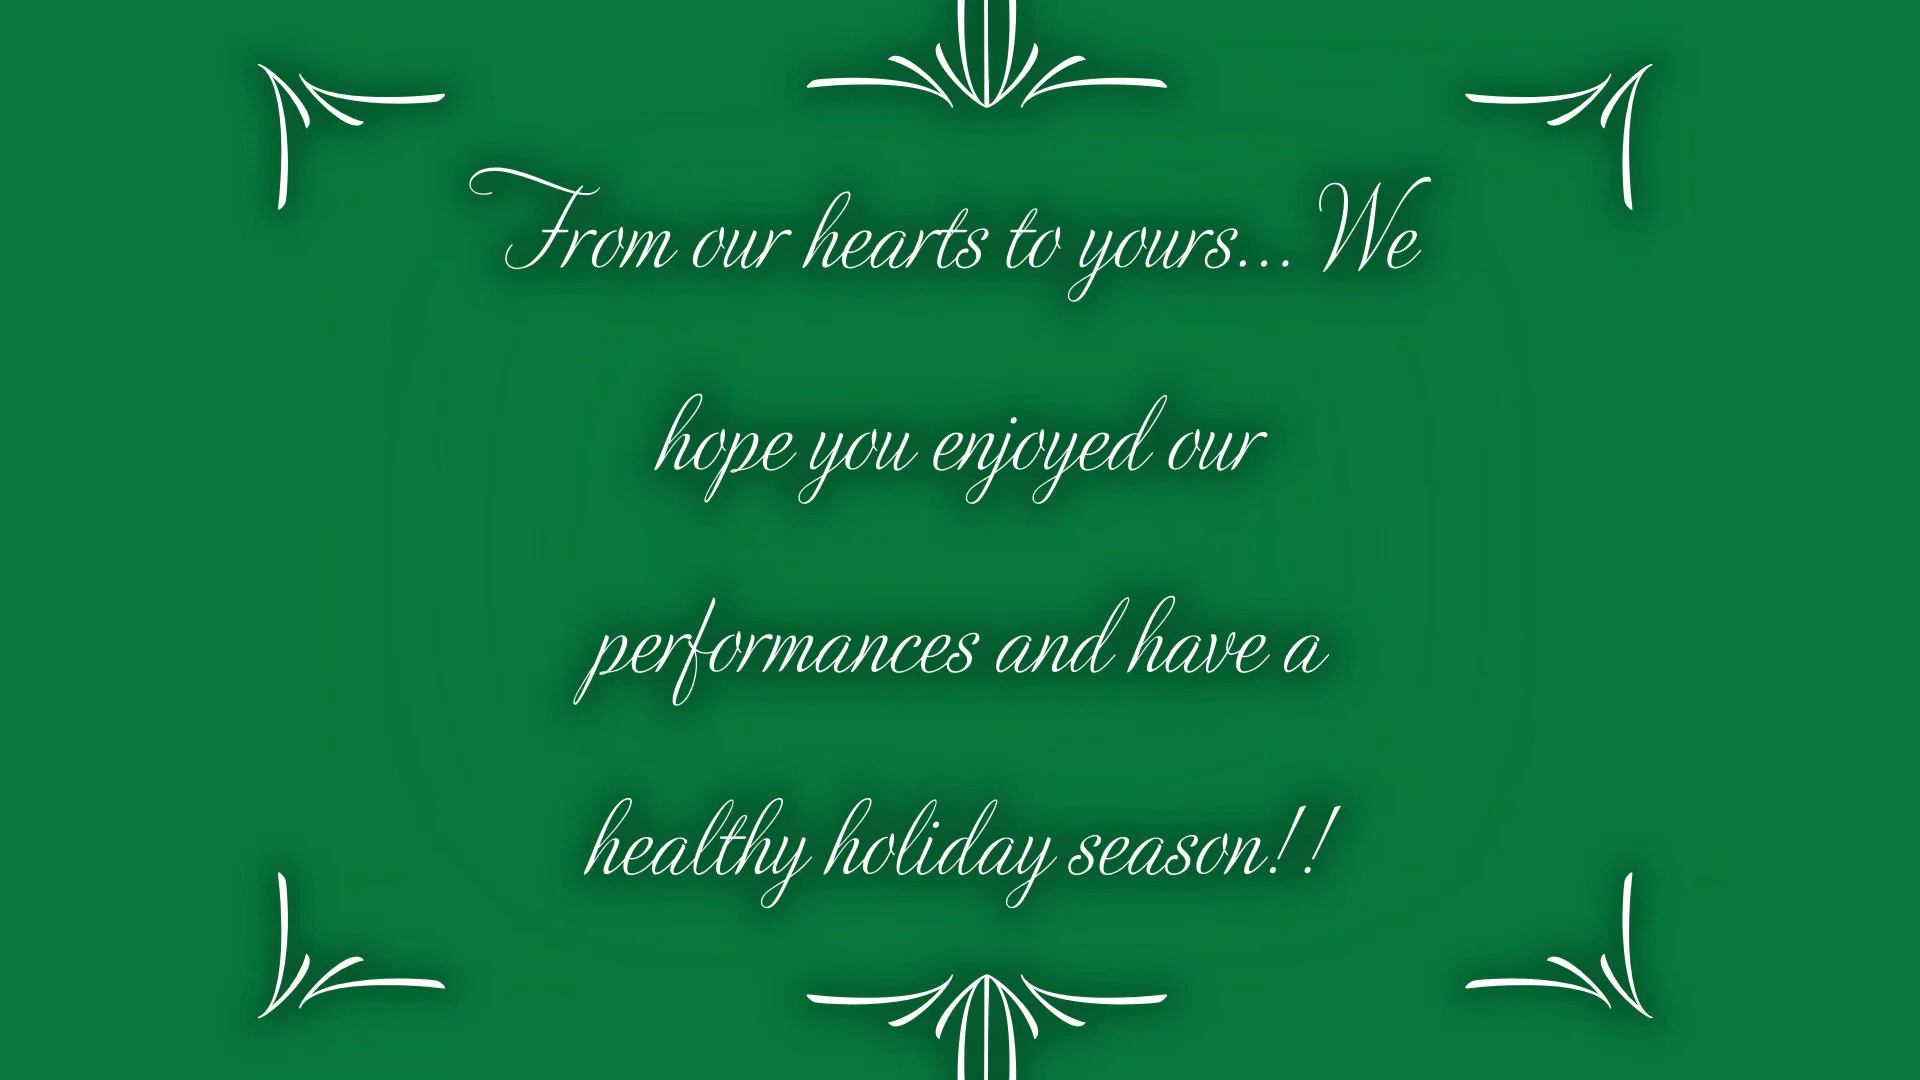 From our hearts to yours... We
hope you enjoyed our
performances and have a
healthy holiday season!!